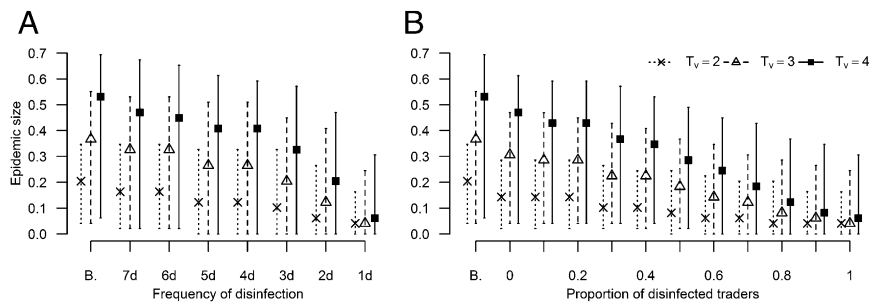 A
B
Epidemic size
0.7
0.6
0.5
0.4
0.3
0.2
0.1
0.0
B. 7d 6d 5d 4d 3d 2d 1d
Frequency of disinfection
Tv = 2 Tv = 3 Tv = 4
0.7
0.6
0.5
0.4
0.3
0.2
0.1
0.0
B. 0 0.2 0.4 0.6 0.8 1
Proportion of disinfected traders